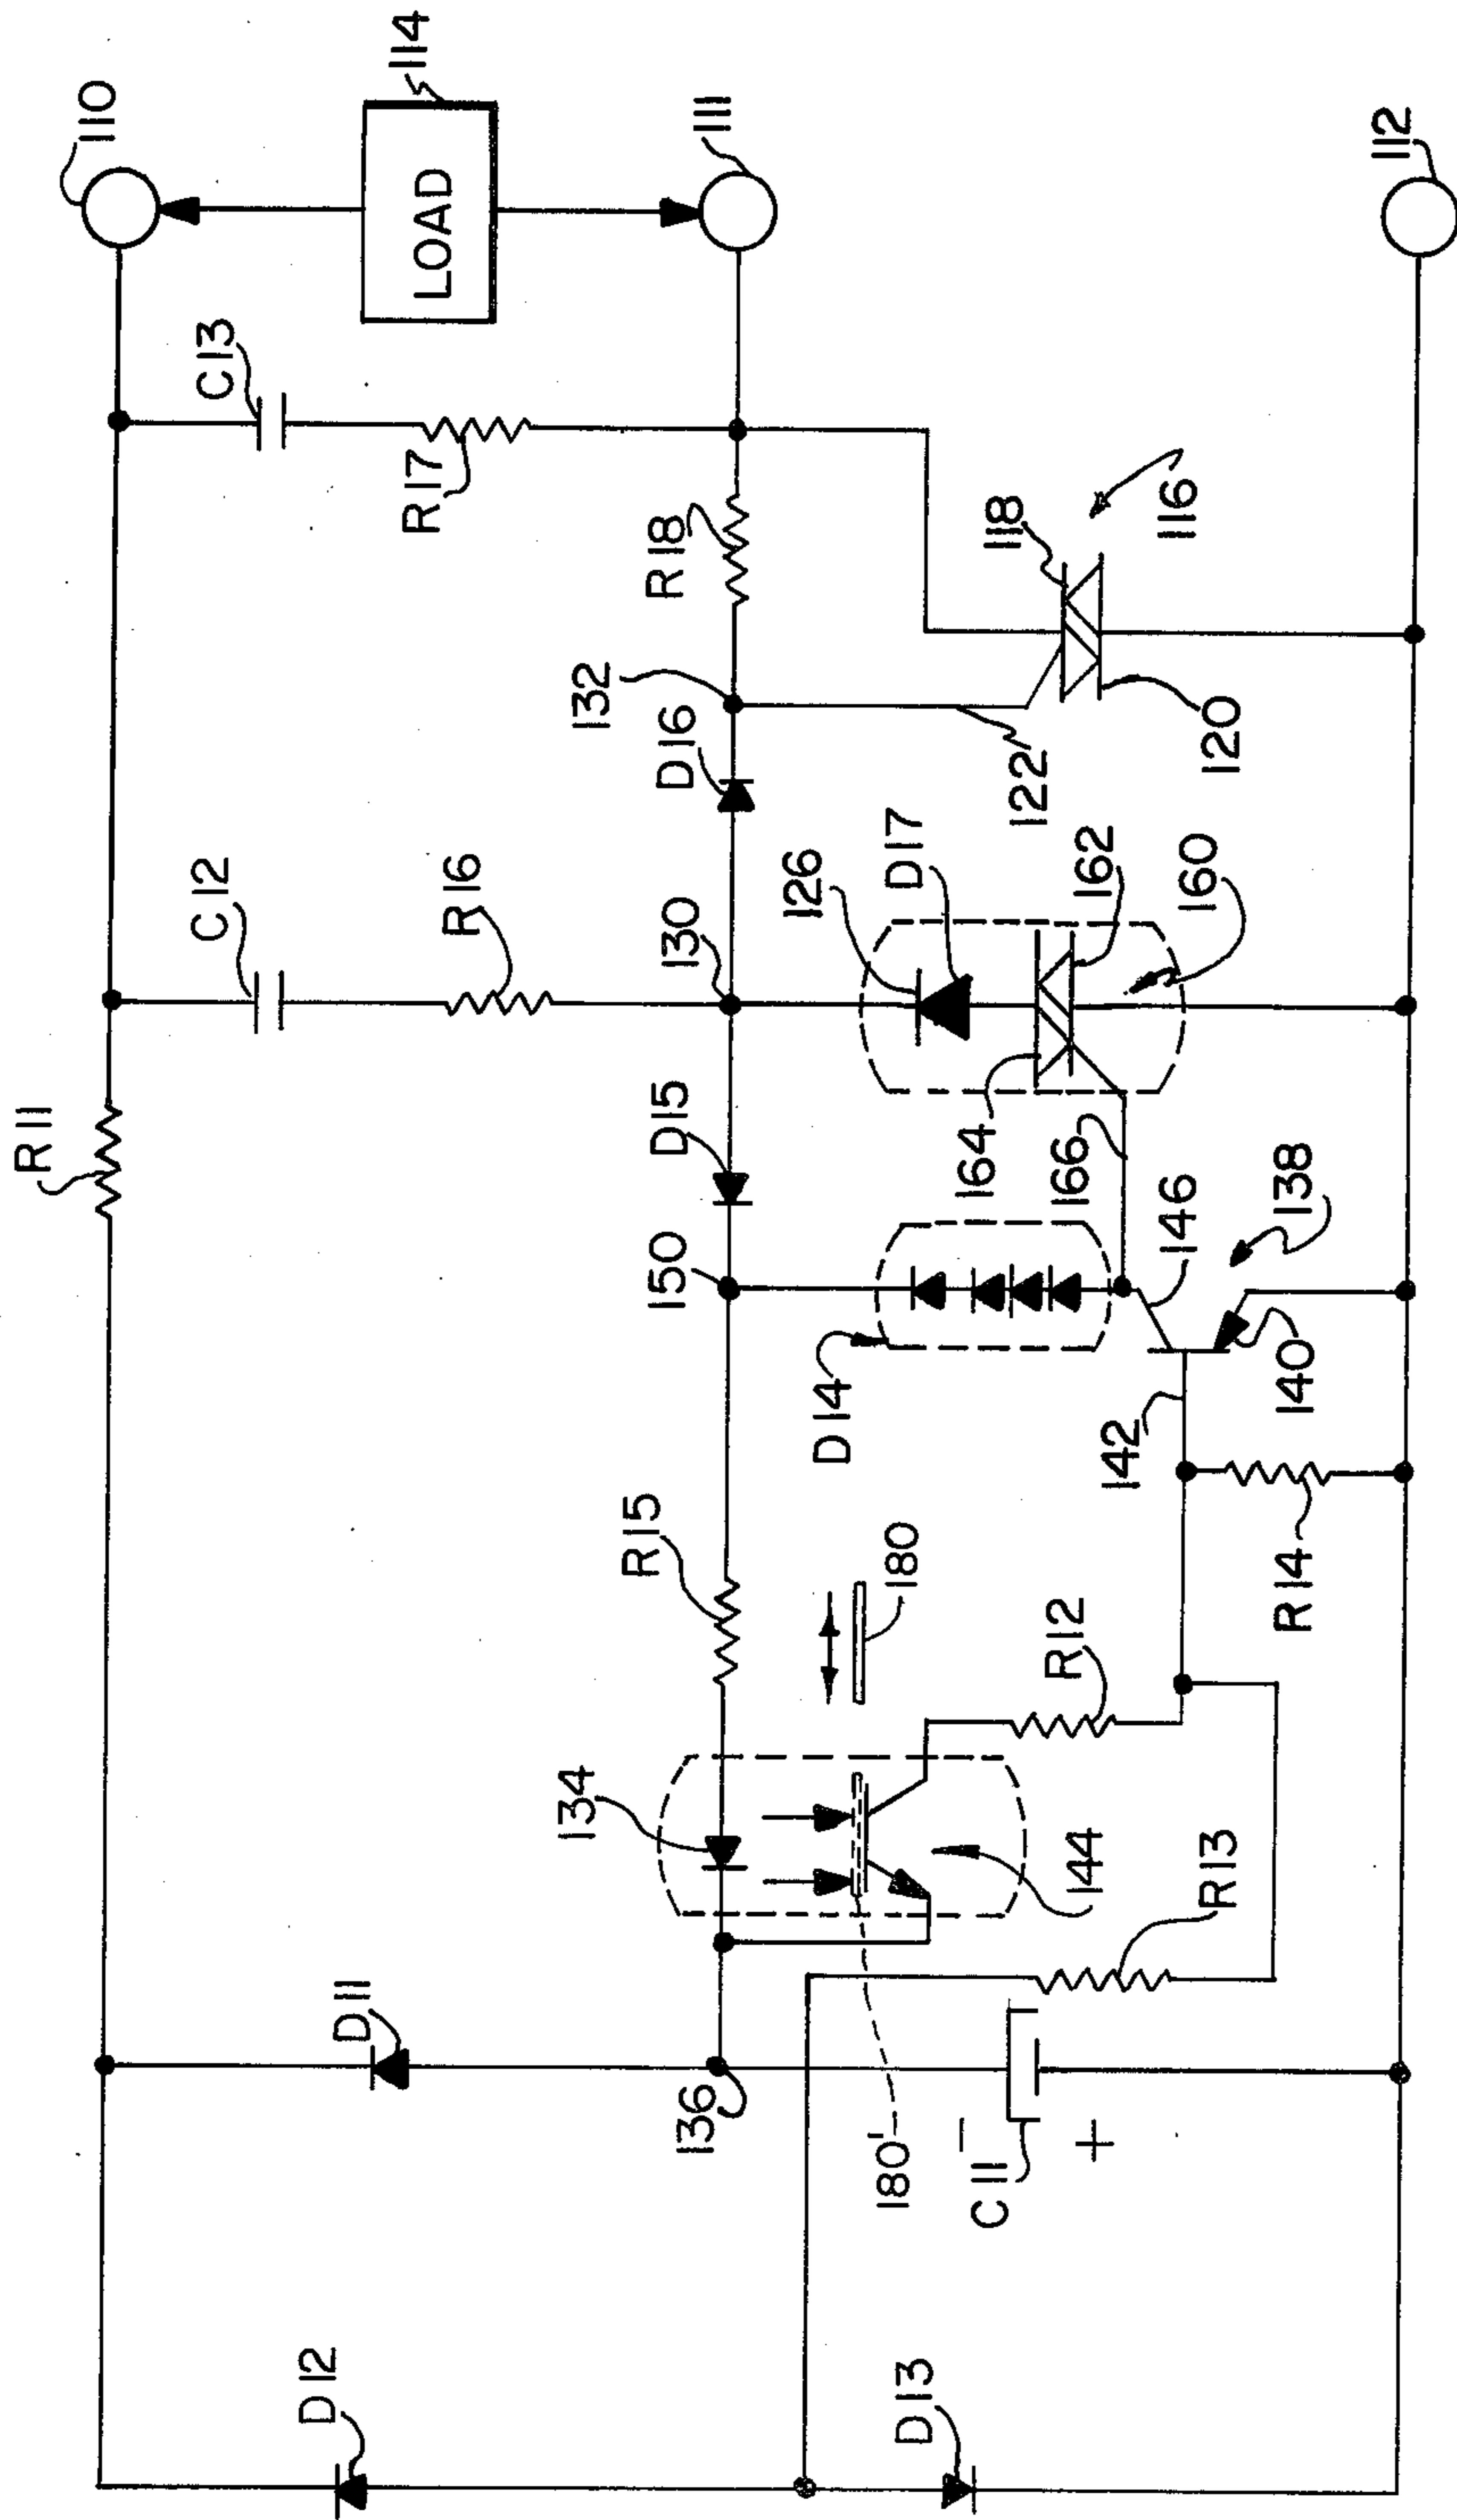 R11
110
C12
C13
LOAD
114
R16
R17
D11
D12
134
R15
150
D15
130
D16
132
R18
111
136
D14
126
D17
180
180'
144
R12
142
164
166
162
160
122
118
116
120
C11
−
+
R13
R14
140
146
138
D13
112